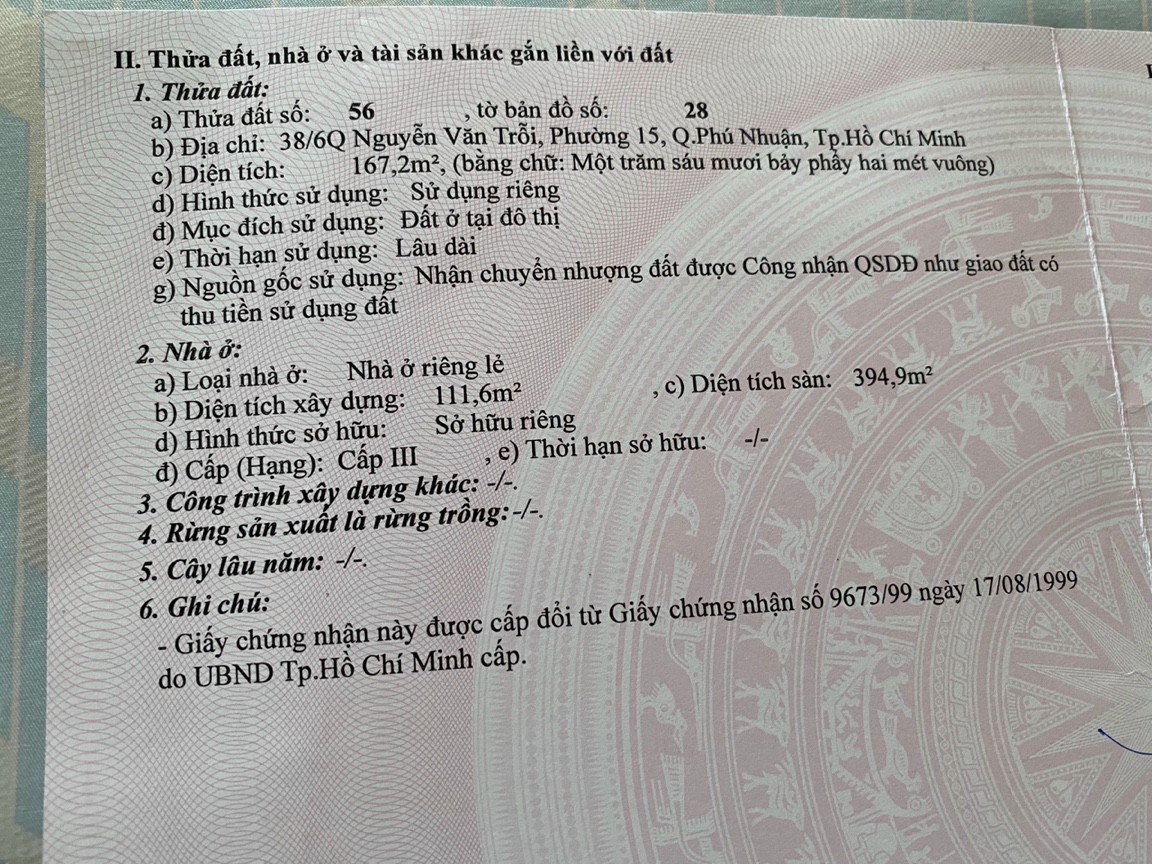 II. Thửa đất, nhà ở và tài sản khác gắn liền với đất
1. Thửa đất:
a) Thửa đất số: 56 , tờ bản đồ số: 28
b) Địa chỉ: 38/6Q Nguyễn Văn Trỗi, Phường 15, Q.Phú Nhuận, Tp.Hồ Chí Minh
c) Diện tích: 167,2m², (bằng chữ: Một trăm sáu mươi bảy phẩy hai mét vuông)
d) Hình thức sử dụng: Sử dụng riêng
đ) Mục đích sử dụng: Đất ở tại đô thị
e) Thời hạn sử dụng: Lâu dài
g) Nguồn gốc sử dụng: Nhận chuyển nhượng đất được Công nhận QSDĐ như giao đất có
thu tiền sử dụng đất
2. Nhà ở:
a) Loại nhà ở: Nhà ở riêng lẻ
b) Diện tích xây dựng: 111,6m² , c) Diện tích sàn: 394,9m²
d) Hình thức sở hữu: Sở hữu riêng
đ) Cấp (Hạng): Cấp III , e) Thời hạn sở hữu: -/-
3. Công trình xây dựng khác: -/-.
4. Rừng sản xuất là rừng trồng:-/-.
5. Cây lâu năm: -/-.
6. Ghi chú:
- Giấy chứng nhận này được cấp đổi từ Giấy chứng nhận số 9673/99 ngày 17/08/1999
do UBND Tp.Hồ Chí Minh cấp.